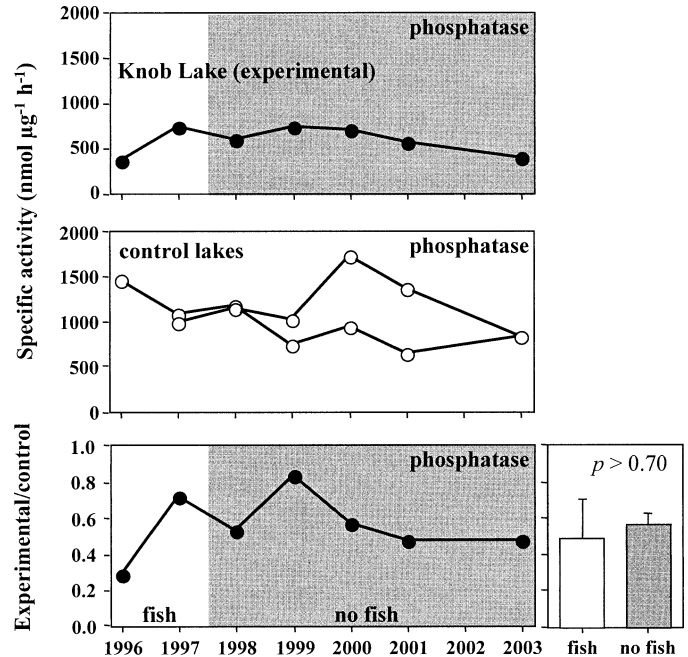 Specific activity (nmol µg⁻¹ h⁻¹)
2000
1500
1000
500
0
phosphatase
Knob Lake (experimental)
2000
1500
1000
500
0
control lakes
phosphatase
Experimental/control
1.0
0.8
0.6
0.4
0.2
0.0
phosphatase
fish
no fish
1996 1997 1998 1999 2000 2001 2002 2003
p > 0.70
fish no fish